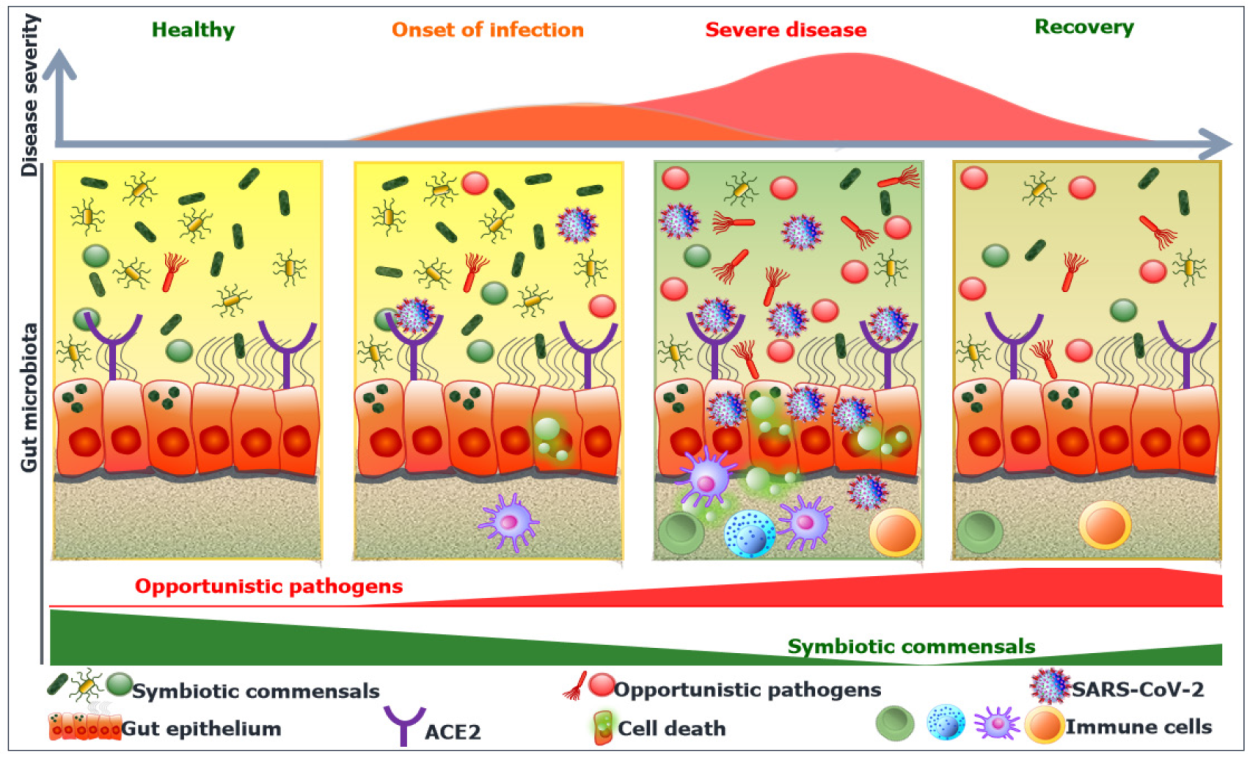 Healthy
Onset of infection
Severe disease
Recovery
Disease severity
Gut microbiota
Opportunistic pathogens
Symbiotic commensals
Symbiotic commensals
Opportunistic pathogens
SARS-CoV-2
Gut epithelium
ACE2
Cell death
Immune cells